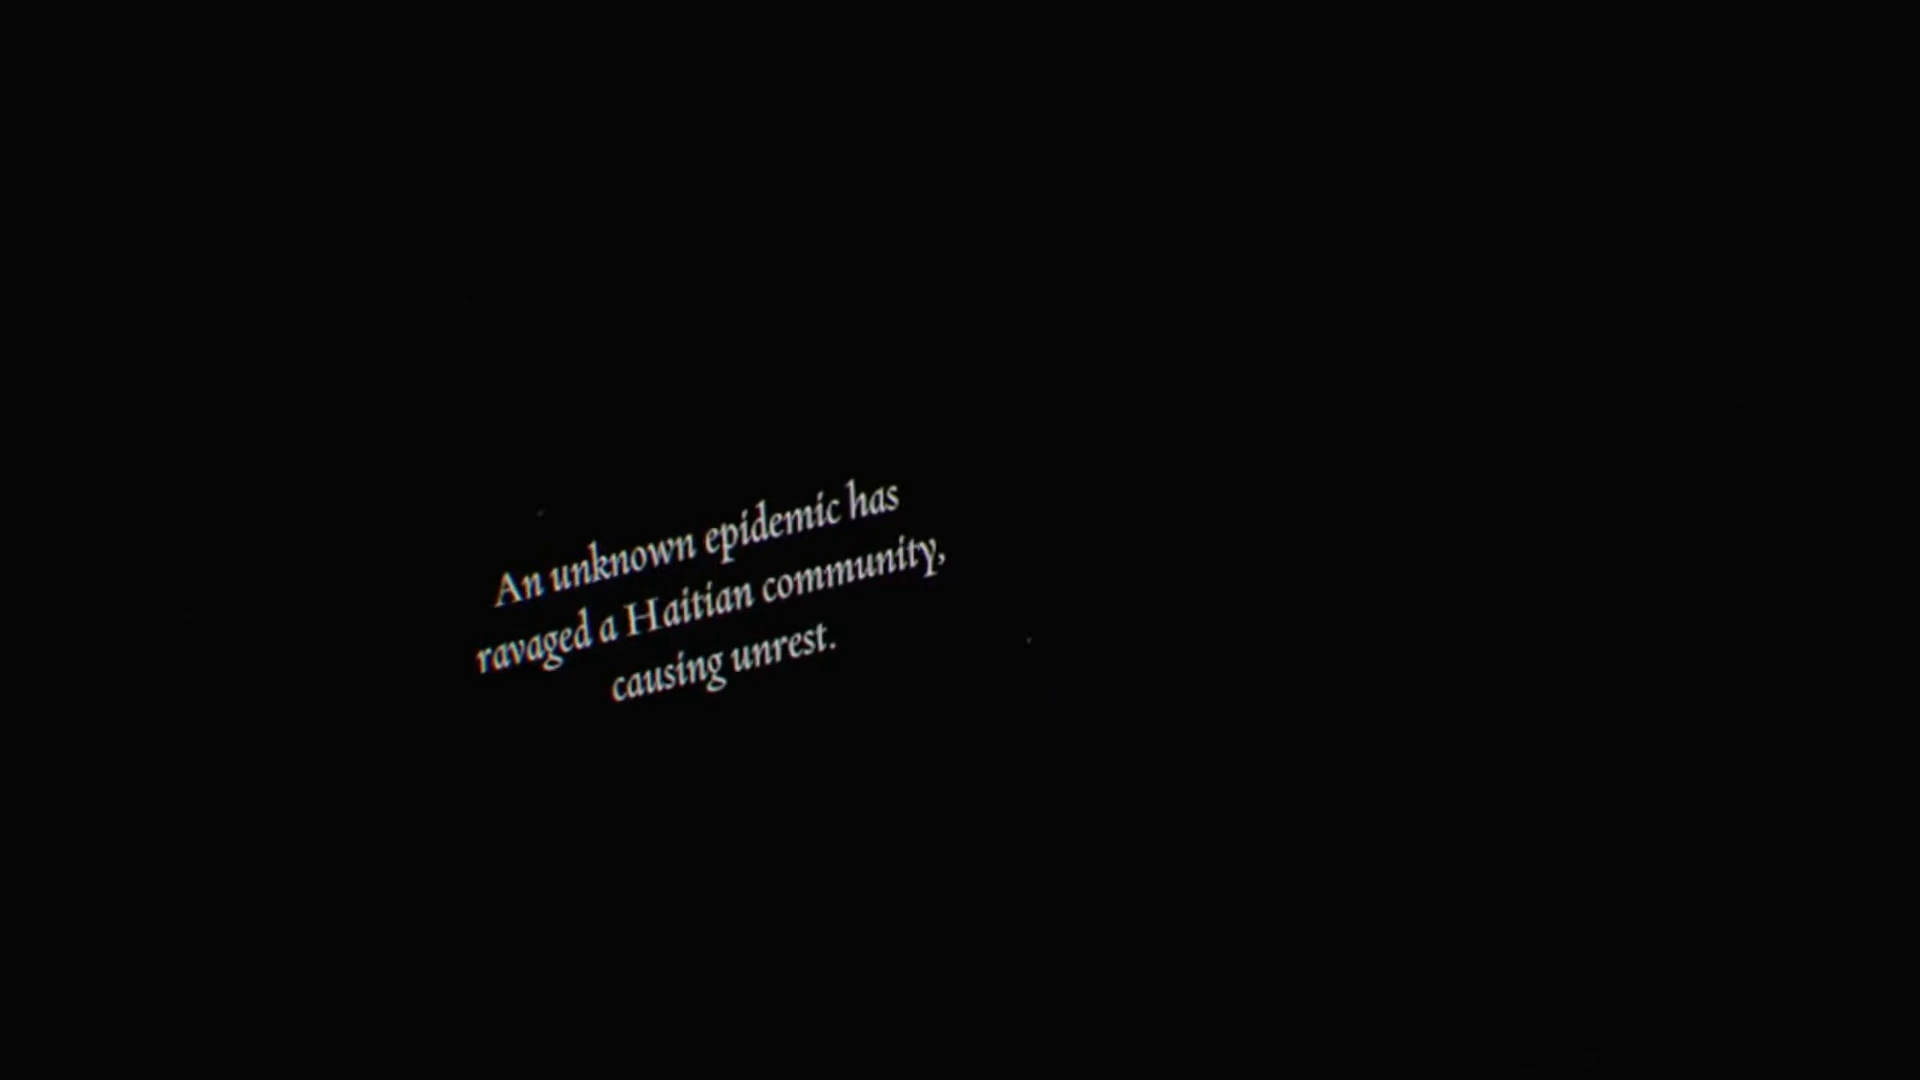 An unknown epidemic has
ravaged a Haitian community,
causing unrest.